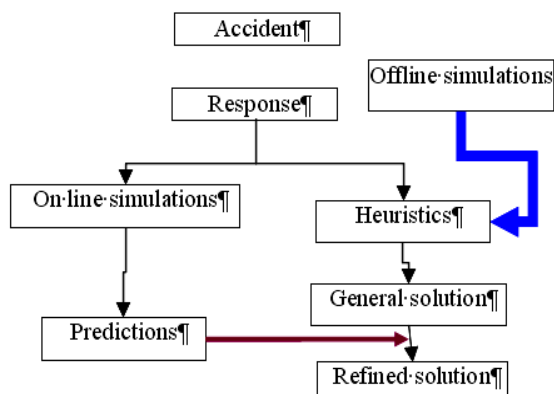 Accident¶
Offline·simulations
Response¶
On·line·simulations¶
Heuristics¶
General·solution¶
Predictions¶
Refined·solution¶